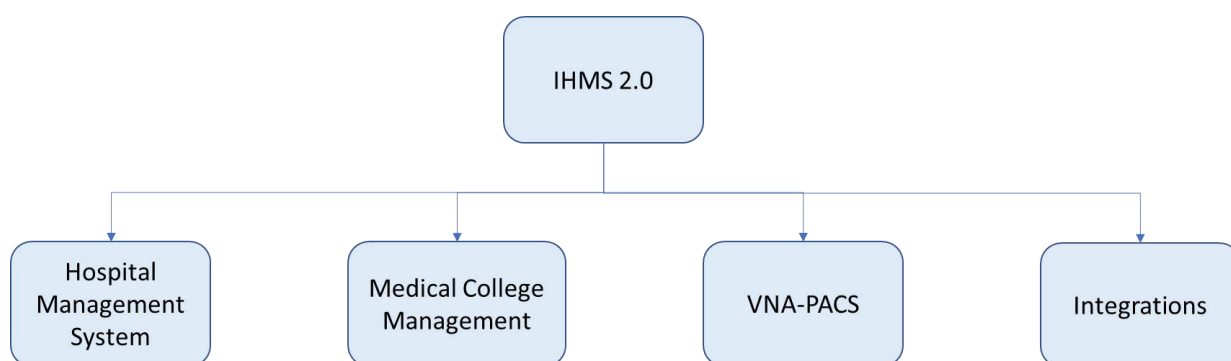 IHMS 2.0
Hospital
Management
System
Medical College
Management
VNA-PACS
Integrations